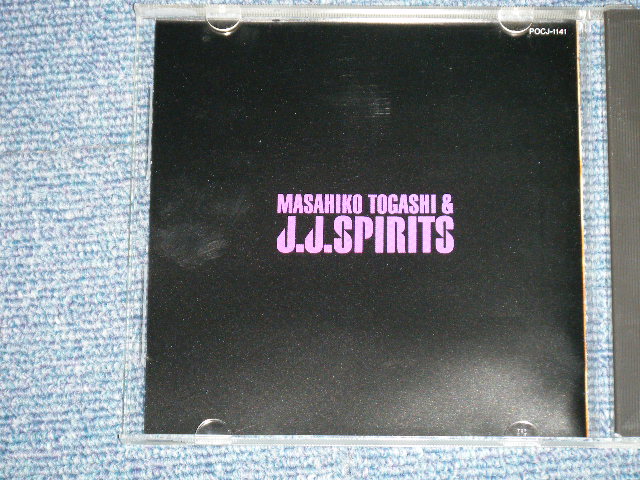 POCJ-1141
MASAHIKO TOGASHI &
J.J.SPIRITS